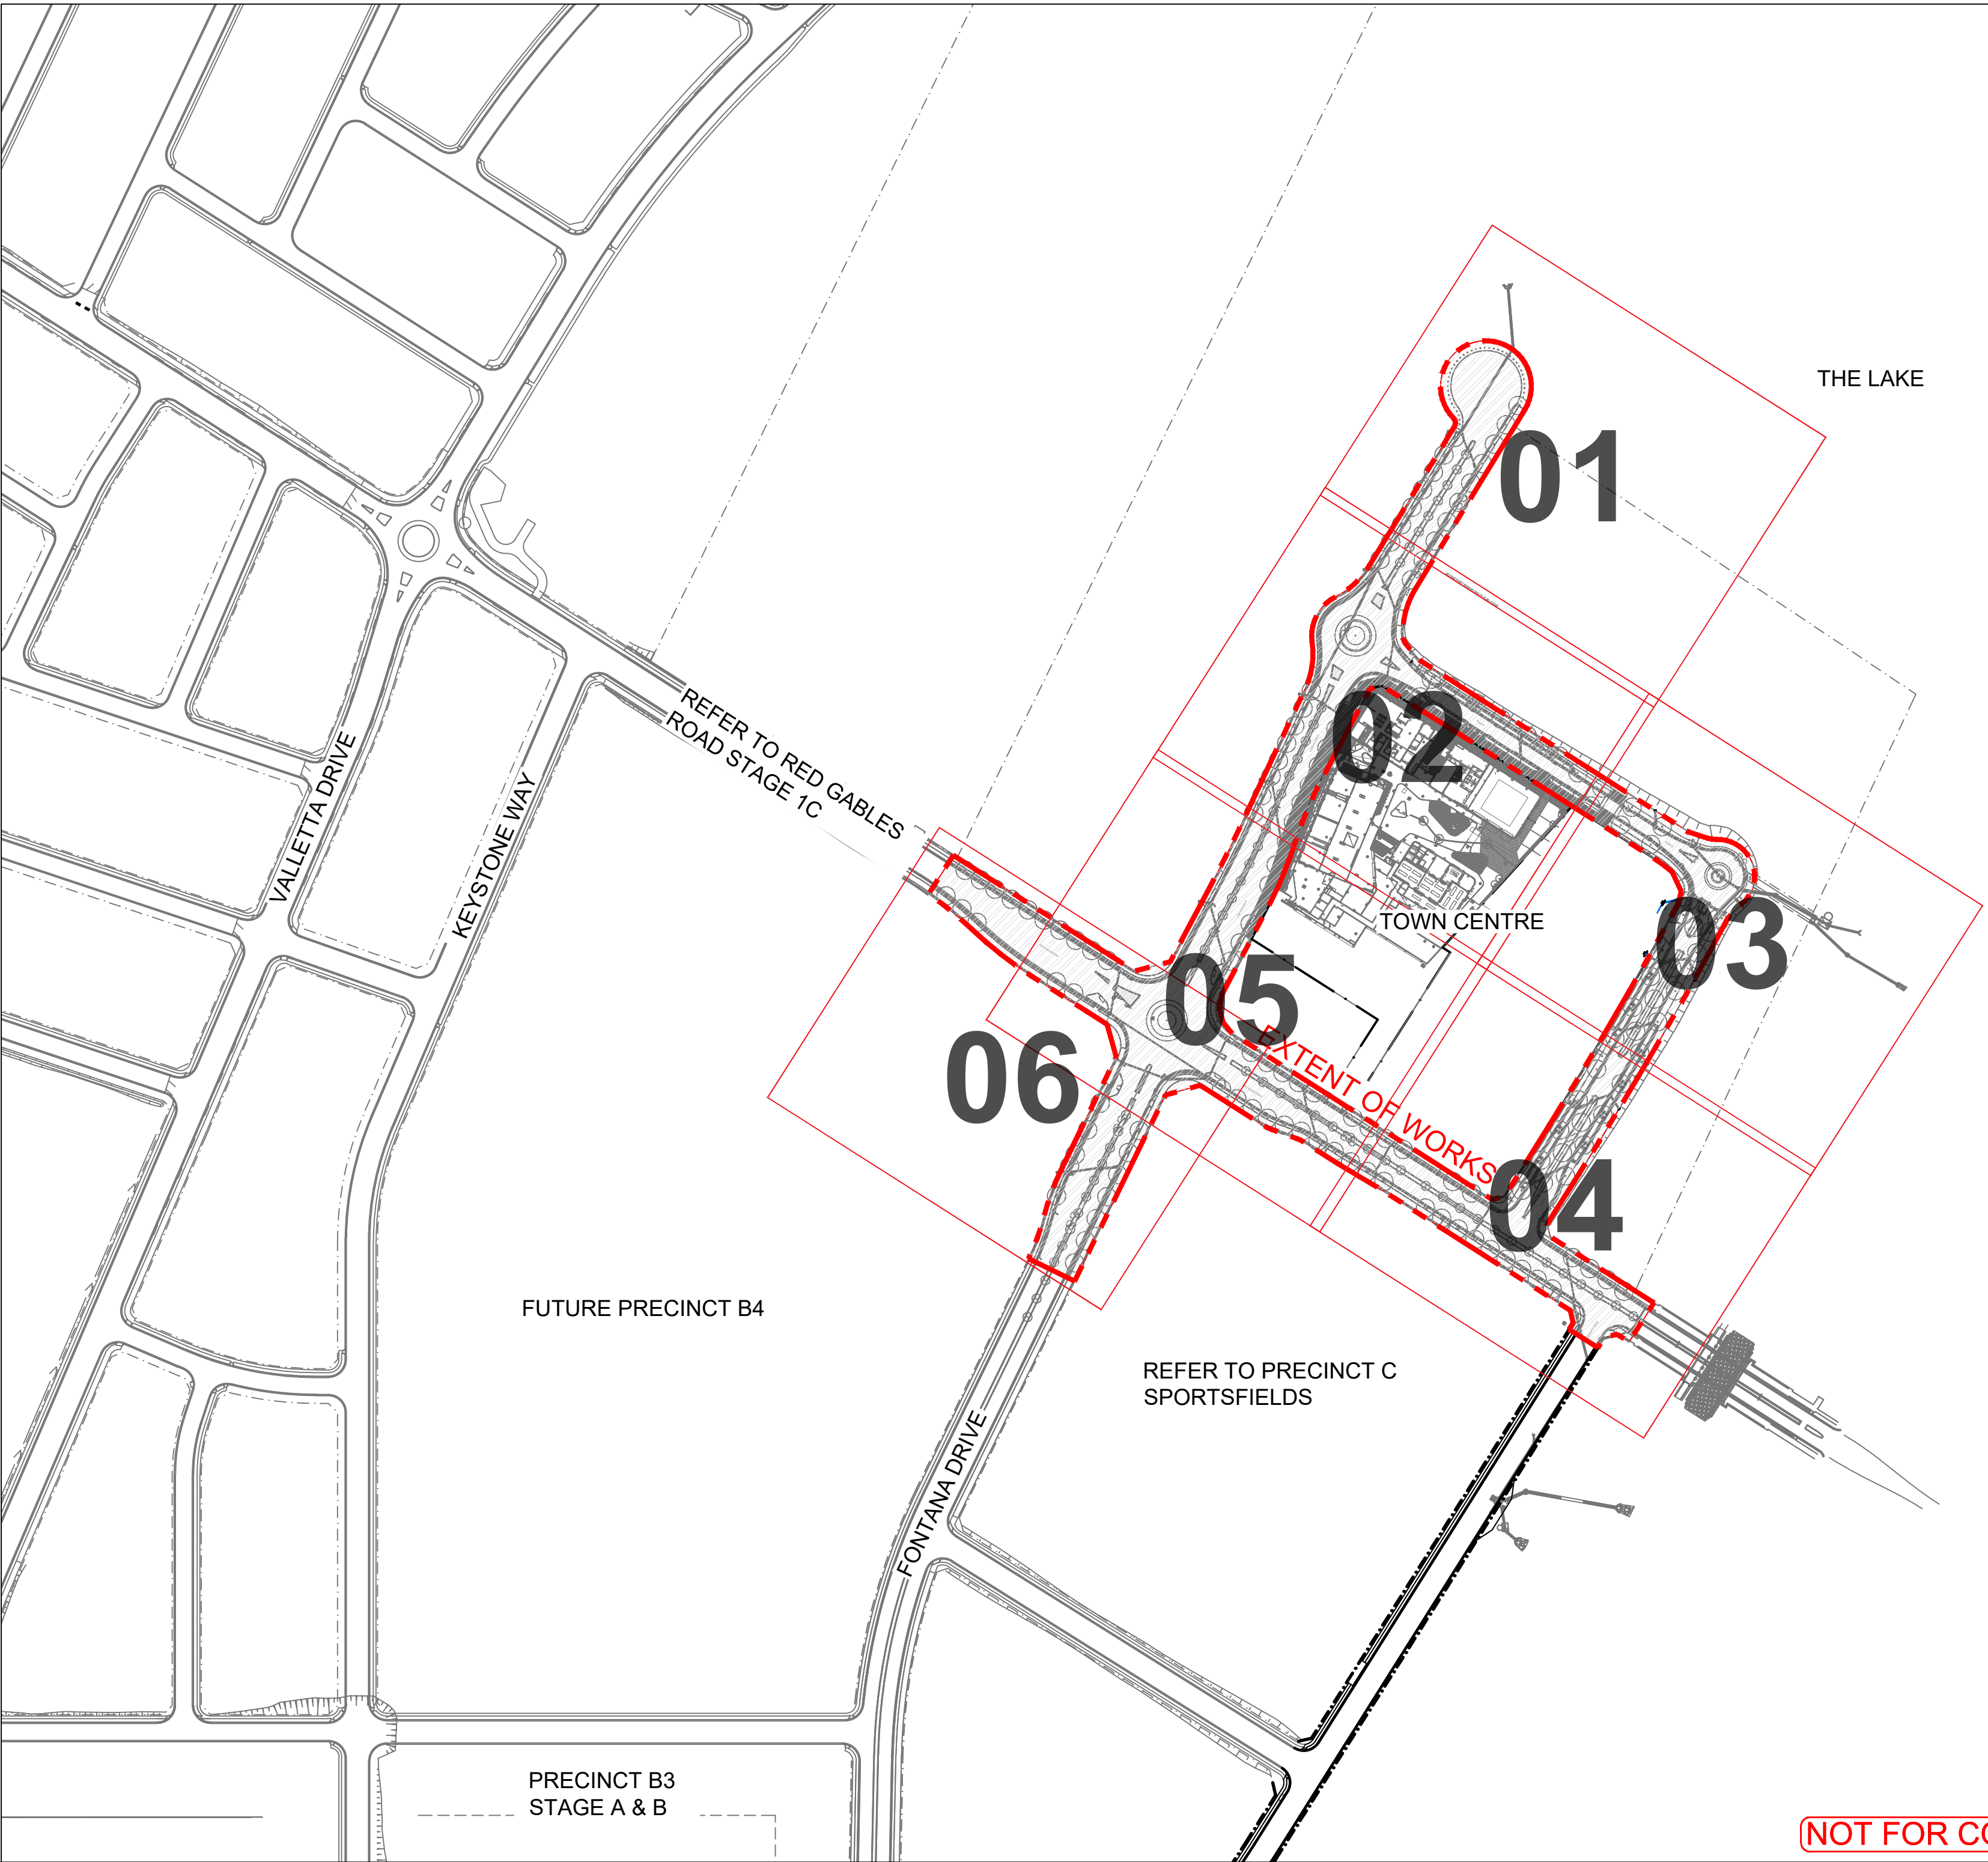 THE LAKE
01
REFER TO RED GABLES
ROAD STAGE 1C
02
VALLETTA DRIVE
KEYSTONE WAY
TOWN CENTRE
03
05
EXTENT OF WORKS
06
04
FUTURE PRECINCT B4
REFER TO PRECINCT C
SPORTSFIELDS
FONTANA DRIVE
PRECINCT B3
STAGE A & B
NOT FOR